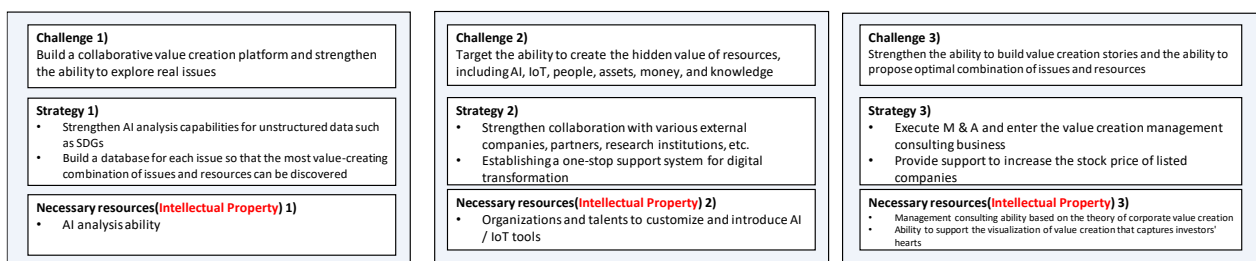 Challenge 1)
Build a collaborative value creation platform and strengthen
the ability to explore real issues
Strategy 1)
• Strengthen AI analysis capabilities for unstructured data such
as SDGs
• Build a database for each issue so that the most value-creating
combination of issues and resources can be discovered
Necessary resources(Intellectual Property) 1)
• AI analysis ability
Challenge 2)
Target the ability to create the hidden value of resources,
including AI, IoT, people, assets, money, and knowledge
Strategy 2)
• Strengthen collaboration with various external
companies, partners, research institutions, etc.
• Establishing a one-stop support system for digital
transformation
Necessary resources(Intellectual Property) 2)
• Organizations and talents to customize and introduce AI
/ IoT tools
Challenge 3)
Strengthen the ability to build value creation stories and the ability to
propose optimal combination of issues and resources
Strategy 3)
• Execute M & A and enter the value creation management
consulting business
• Provide support to increase the stock price of listed
companies
Necessary resources(Intellectual Property) 3)
• Management consulting ability based on the theory of corporate value creation
• Ability to support the visualization of value creation that captures investors'
hearts